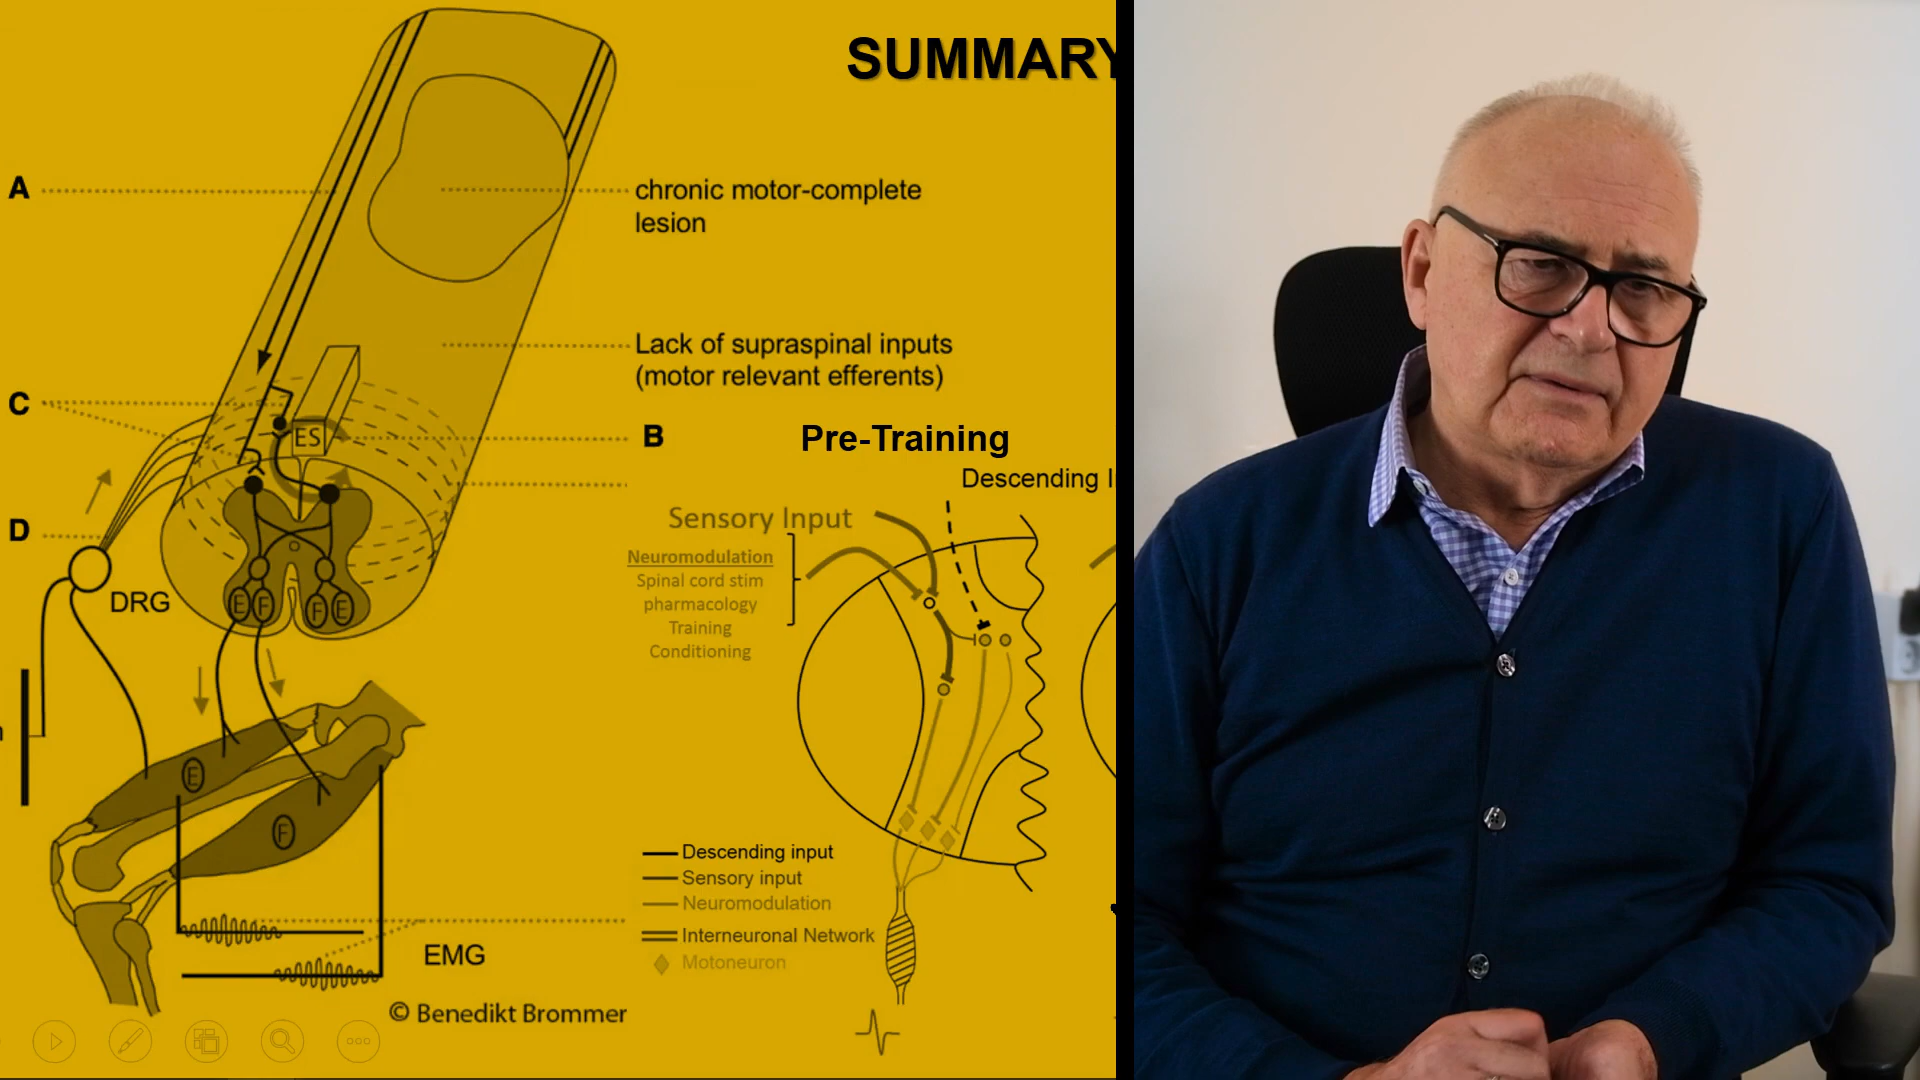 SUMMARY
A
chronic motor-complete
lesion
Lack of supraspinal inputs
(motor relevant efferents)
C
ES
B
Pre-Training
Descending I
D
Sensory Input
Neuromodulation
Spinal cord stim
pharmacology
Training
Conditioning
DRG
E
F
F
E
E
F
Descending input
Sensory input
Neuromodulation
Interneuronal Network
Motoneuron
EMG
© Benedikt Brommer